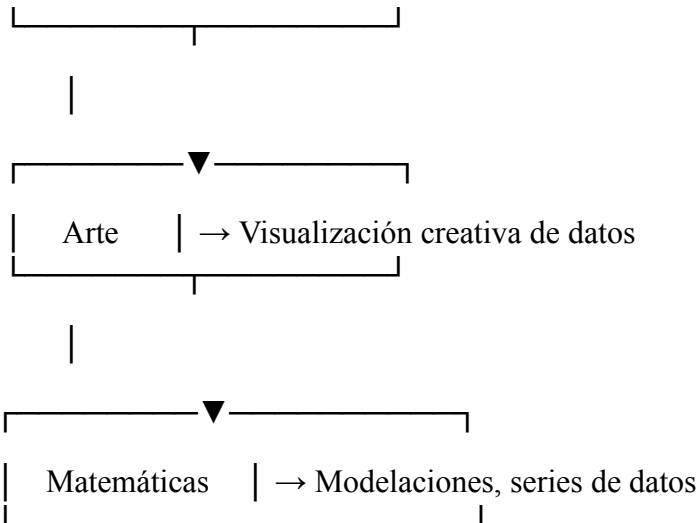 Arte → Visualización creativa de datos
Matemáticas → Modelaciones, series de datos